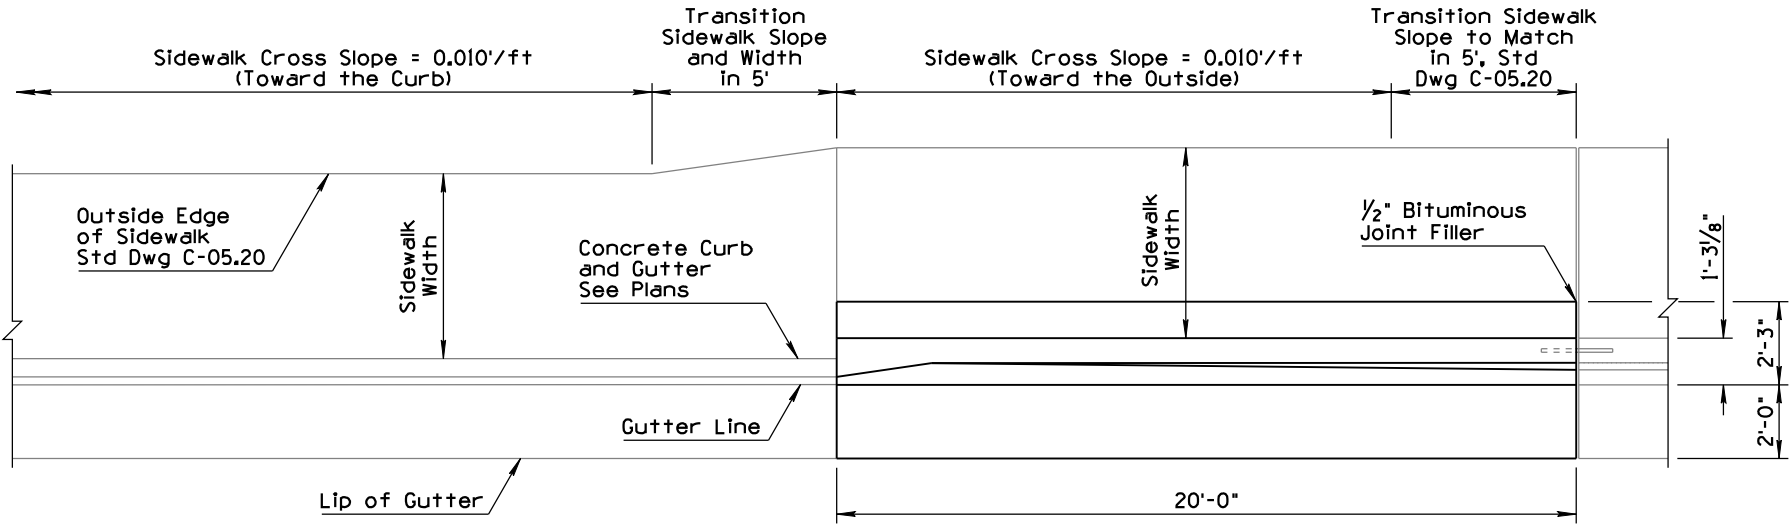 Sidewalk Cross Slope = 0.010'/ft
(Toward the Curb)
Transition
Sidewalk Slope
and Width
in 5'
Sidewalk Cross Slope = 0.010'/ft
(Toward the Outside)
Transition Sidewalk
Slope to Match
in 5', Std
Dwg C-05.20
Outside Edge
of Sidewalk
Std Dwg C-05.20
Sidewalk
Width
Concrete Curb
and Gutter
See Plans
Sidewalk
Width
½" Bituminous
Joint Filler
1'-3⅛"
2'-3"
2'-0"
Gutter Line
Lip of Gutter
20'-0"